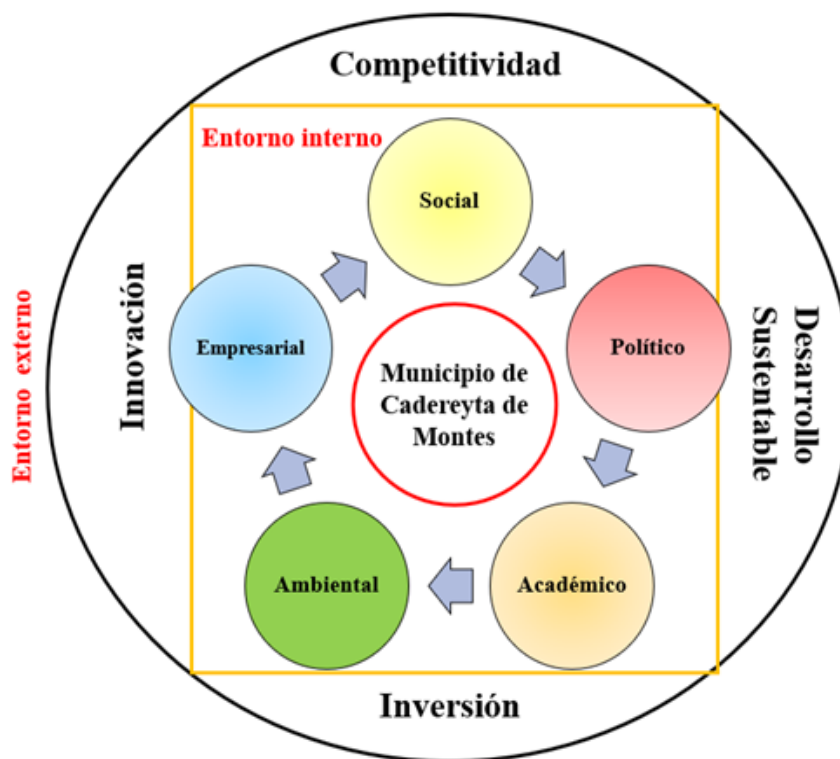 Competitividad
Entorno interno
Social
Innovación
Entorno externo
Empresarial
Político
Desarrollo
Sustentable
Municipio de
Cadereyta de
Montes
Ambiental
Académico
Inversión